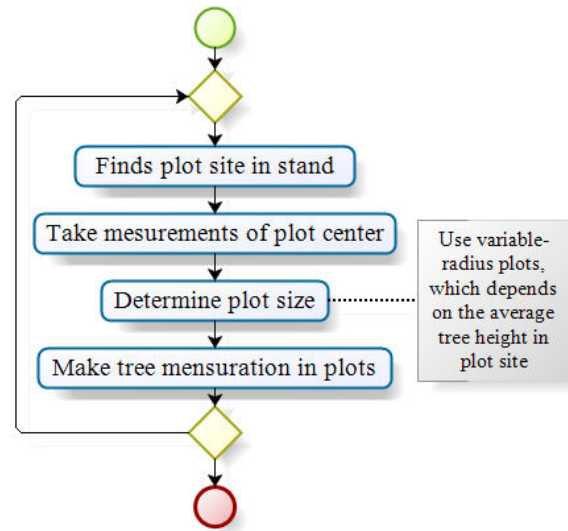 Finds plot site in stand
Take mesurements of plot center
Determine plot size
Make tree mensuration in plots
Use variable-
radius plots,
which depends
on the average
tree height in
plot site